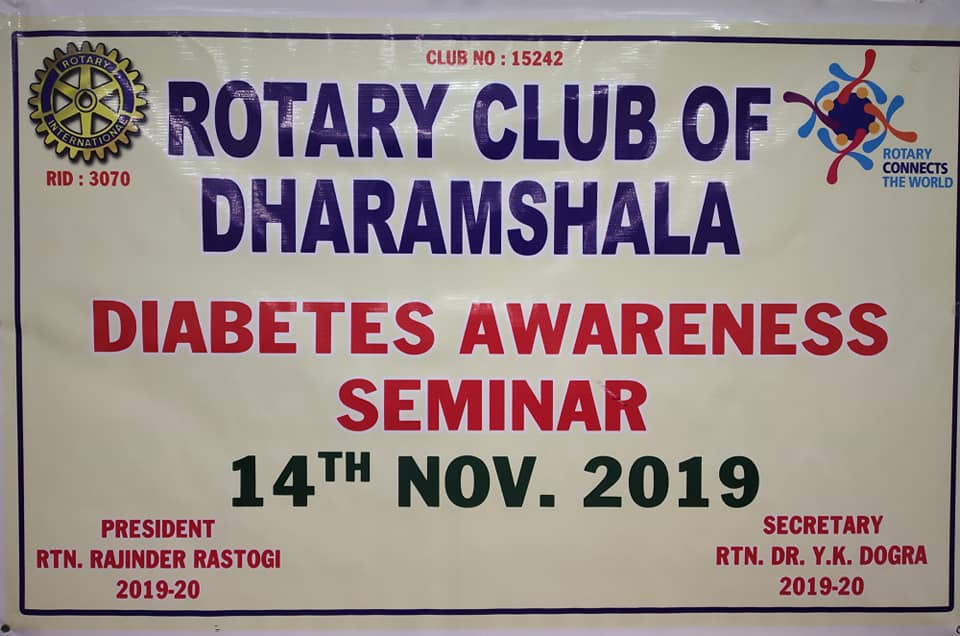 CLUB NO : 15242
ROTARY
INTERNATIONAL
RID : 3070
ROTARY CLUB OF
DHARAMSHALA
ROTARY
CONNECTS
THE WORLD
DIABETES AWARENESS
SEMINAR
14TH NOV. 2019
PRESIDENT
RTN. RAJINDER RASTOGI
2019-20
SECRETARY
RTN. DR. Y.K. DOGRA
2019-20